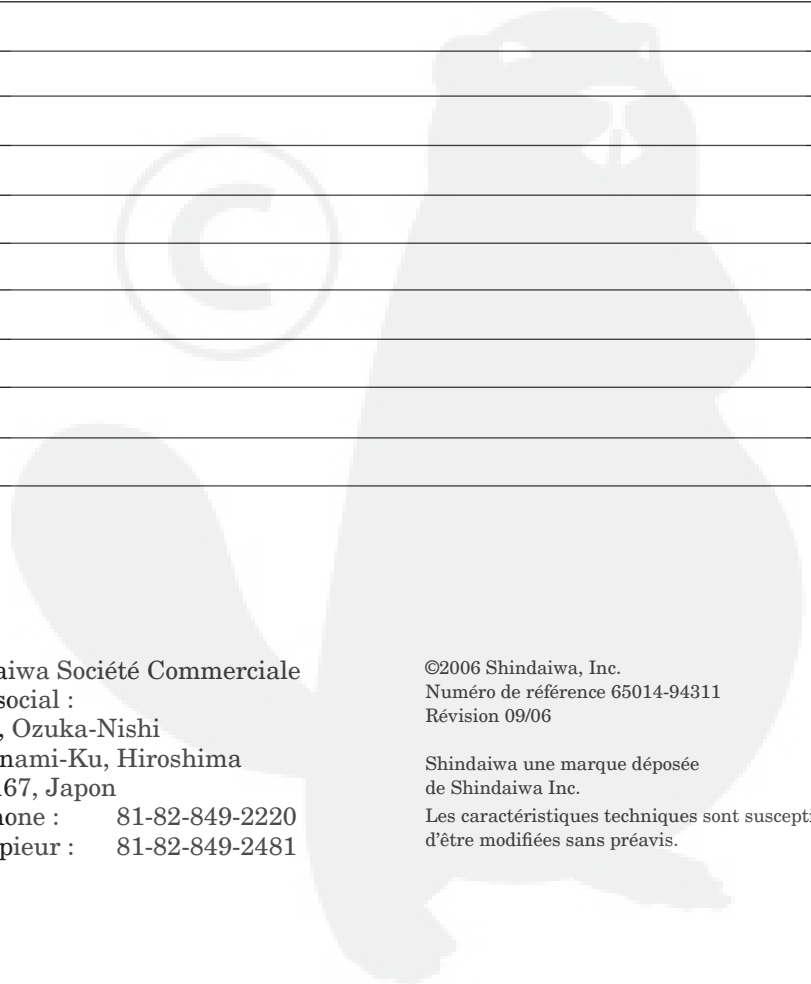 ©
aiwa Société Commerciale
social :
, Ozuka-Nishi
nami-Ku, Hiroshima
167, Japon
none : 81-82-849-2220
pieur : 81-82-849-2481
©2006 Shindaiwa, Inc.
Numéro de référence 65014-94311
Révision 09/06
Shindaiwa une marque déposée
de Shindaiwa Inc.
Les caractéristiques techniques sont suscepti
d’être modifiées sans préavis.